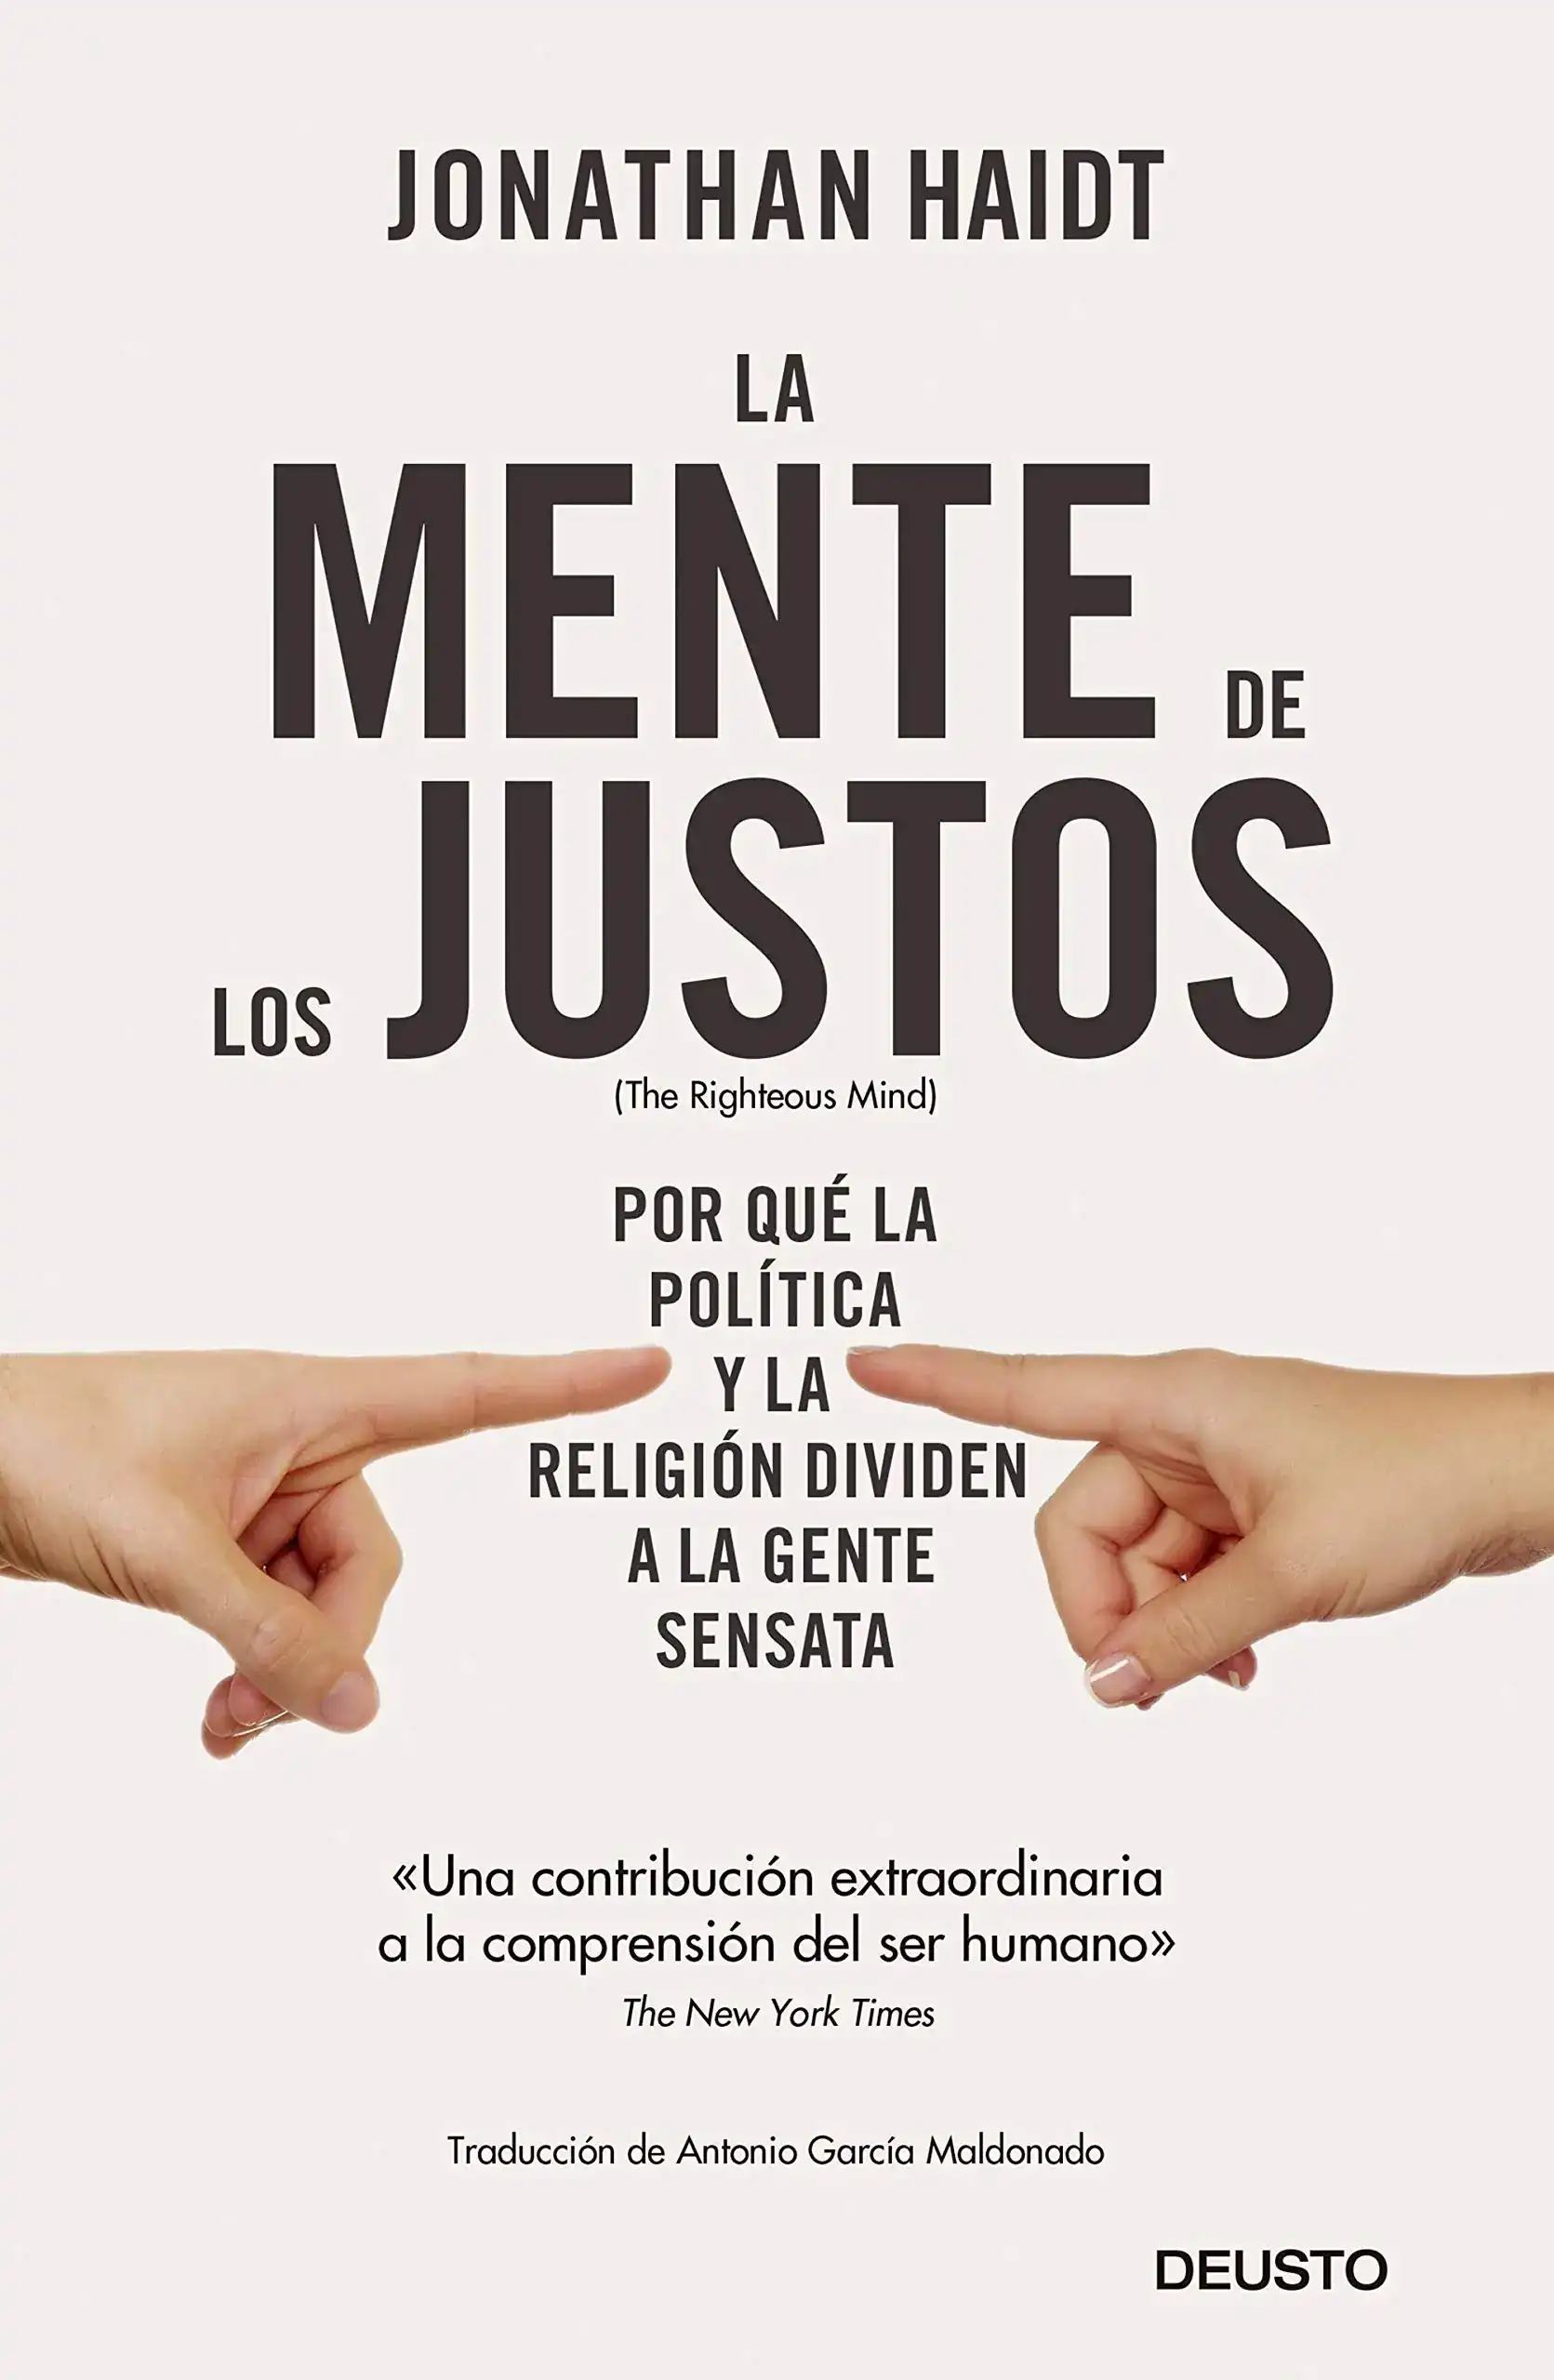 JONATHAN HAIDT
LA
MENTE DE
LOS JUSTOS
(The Righteous Mind)
POR QUÉ LA
POLÍTICA
Y LA
RELIGIÓN DIVIDEN
A LA GENTE
SENSATA
«Una contribución extraordinaria
a la comprensión del ser humano»
The New York Times
Traducción de Antonio García Maldonado
DEUSTO